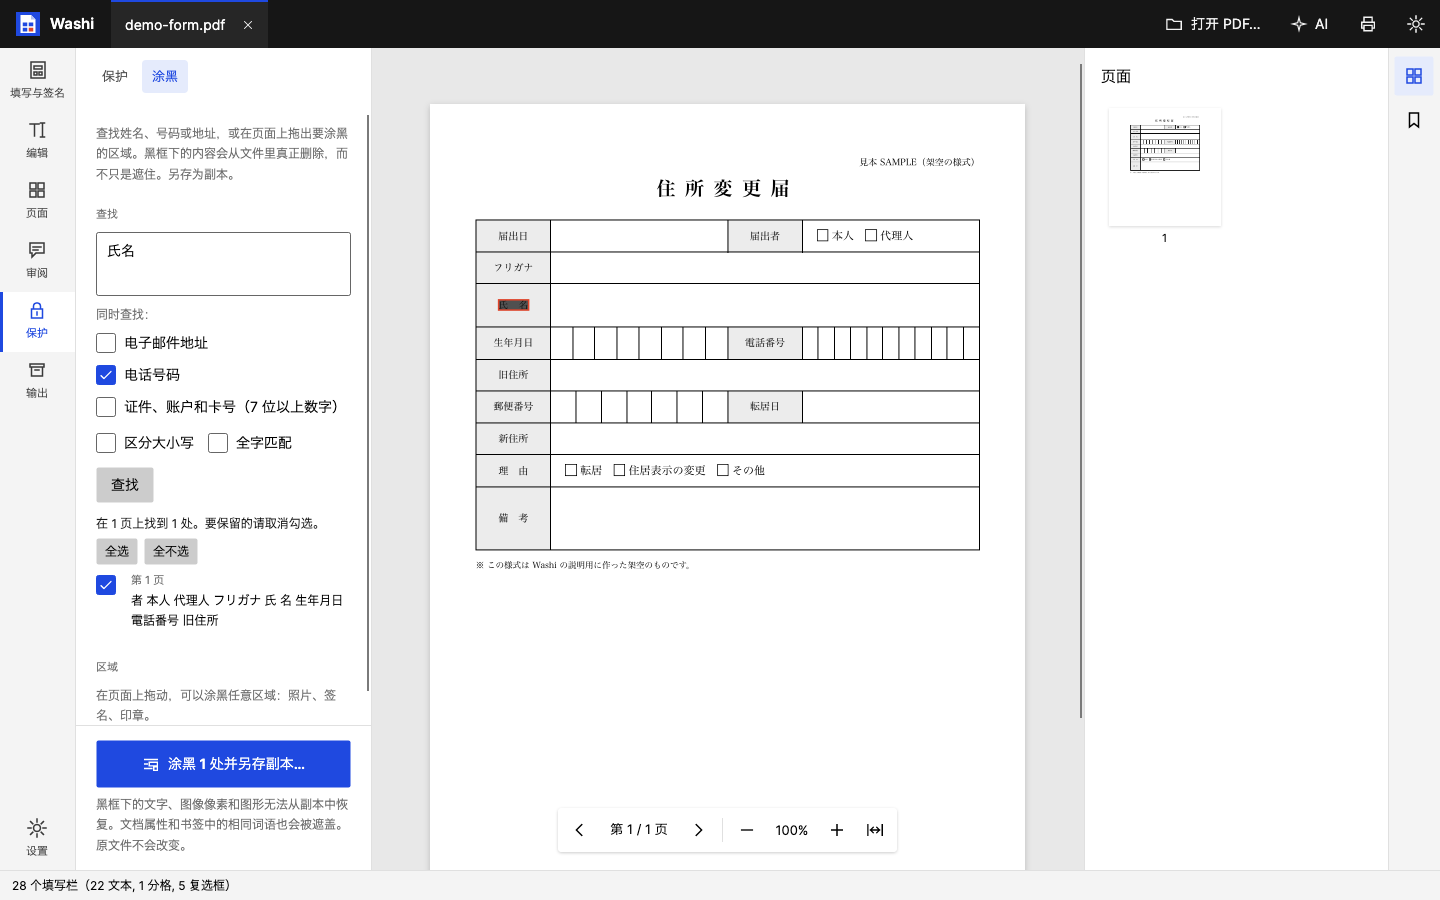 Washi
demo-form.pdf
打开 PDF...
AI
填写与签名
编辑
页面
审阅
保护
输出
设置
保护 涂黑
查找姓名、号码或地址，或在页面上拖出要涂黑
的区域。黑框下的内容会从文件里真正删除，而
不只是遮住。另存为副本。
查找
氏名
同时查找：
电子邮件地址
电话号码
证件、账户和卡号（7 位以上数字）
区分大小写 全字匹配
查找
在 1 页上找到 1 处。要保留的请取消勾选。
全选 全不选
第 1 页
者 本人 代理人 フリガナ 氏 名 生年月日
電話番号 旧住所
区域
在页面上拖动，可以涂黑任意区域：照片、签
名、印章。
涂黑 1 处并另存副本...
黑框下的文字、图像像素和图形无法从副本中恢
复。文档属性和书签中的相同词语也会被遮盖。
原文件不会改变。
見本 SAMPLE（架空の様式）
住所変更届
届出日 届出者 本人 代理人
フリガナ
氏 名
生年月日 電話番号
旧住所
郵便番号 転居日
新住所
理 由 転居 住居表示の変更 その他
備 考
※ この様式は Washi の説明用に作った架空のものです。
第 1 / 1 页 100%
页面
1
28 个填写栏（22 文本, 1 分格, 5 复选框）